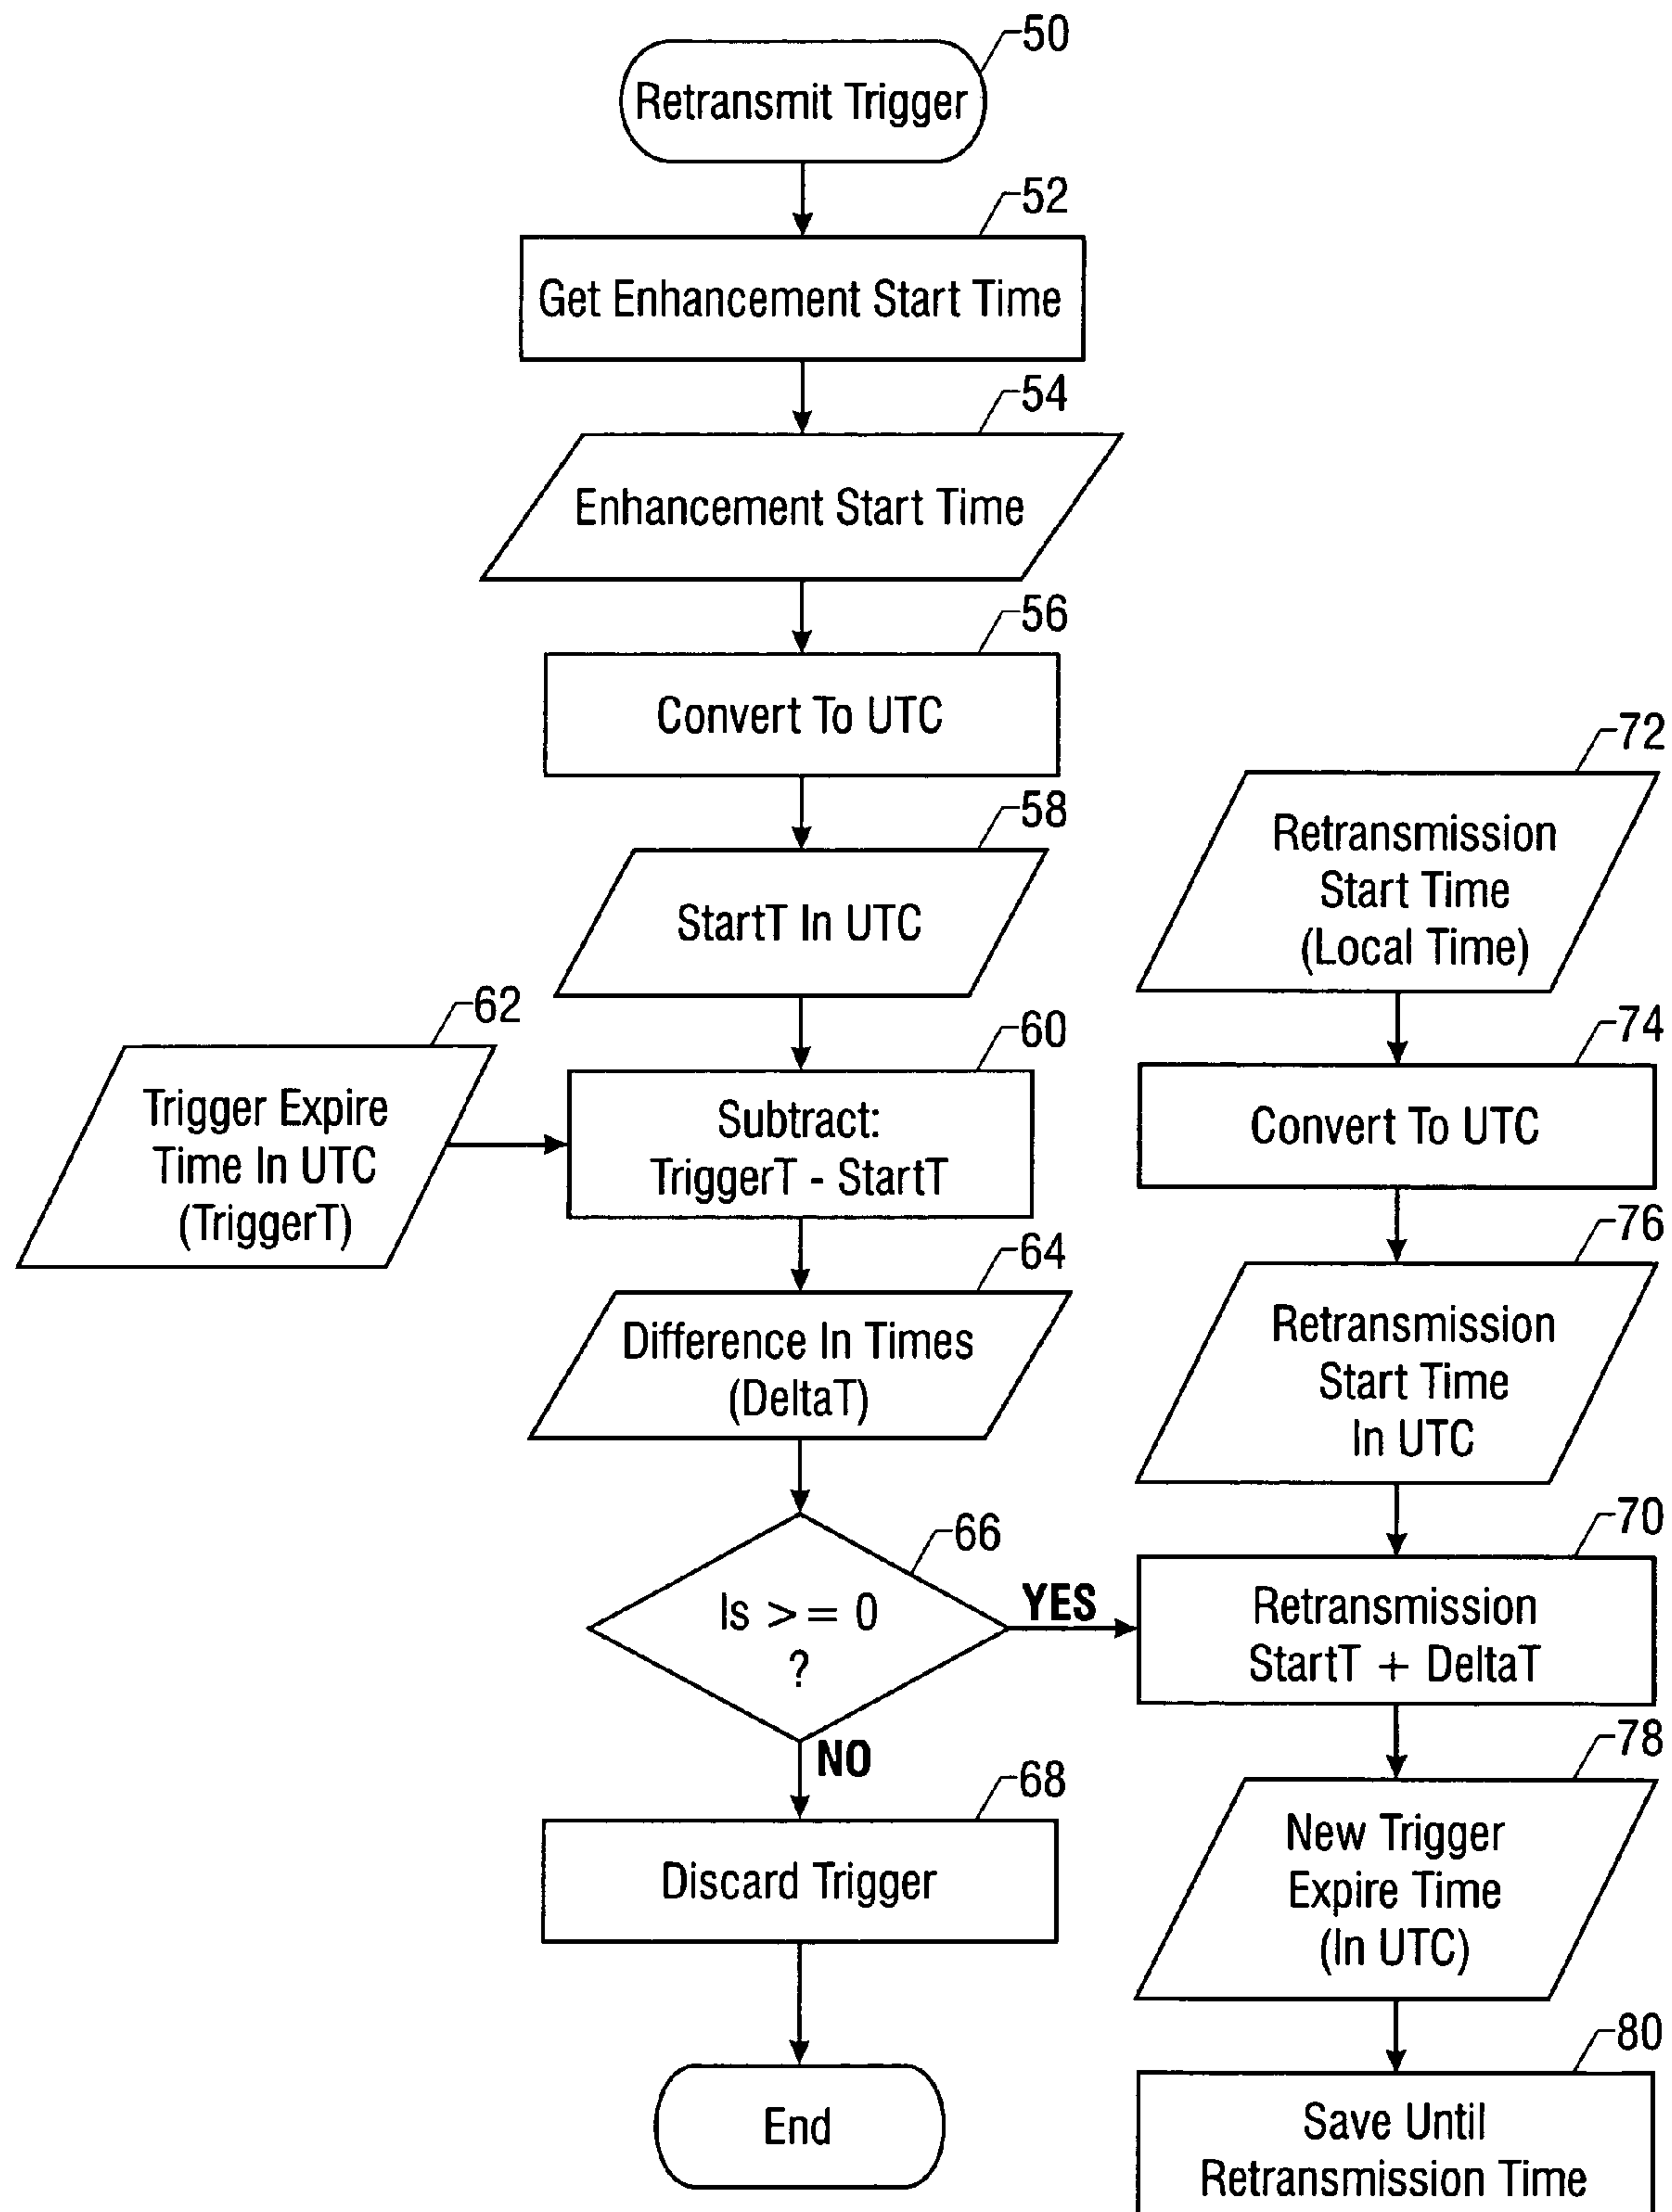 50
Retransmit Trigger
52
Get Enhancement Start Time
54
Enhancement Start Time
56
Convert To UTC
58
StartT In UTC
62
Trigger Expire
Time In UTC
(TriggerT)
60
Subtract:
TriggerT - StartT
64
Difference In Times
(DeltaT)
66
Is >= 0
?
YES
NO
68
Discard Trigger
End
72
Retransmission
Start Time
(Local Time)
74
Convert To UTC
76
Retransmission
Start Time
In UTC
70
Retransmission
StartT + DeltaT
78
New Trigger
Expire Time
(In UTC)
80
Save Until
Retransmission Time